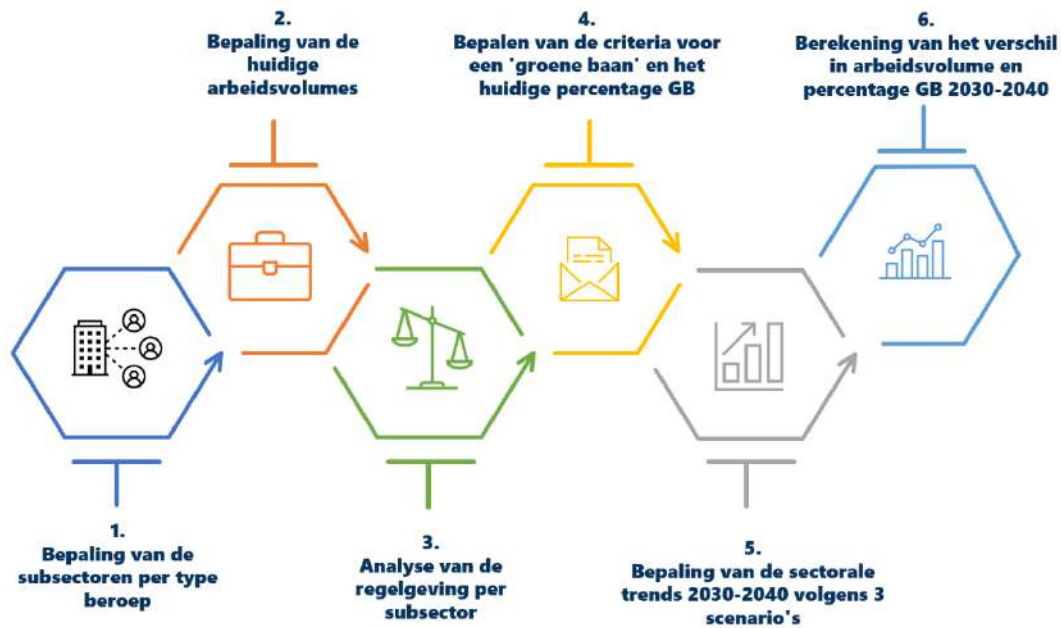 1.
Bepaling van de
subsectoren per type
beroep
2.
Bepaling van de
huidige
arbeidsvolumes
3.
Analyse van de
regelgeving per
subsector
4.
Bepalen van de criteria voor
een 'groene baan' en het
huidige percentage GB
5.
Bepaling van de sectorale
trends 2030-2040 volgens 3
scenario's
6.
Berekening van het verschil
in arbeidsvolume en
percentage GB 2030-2040